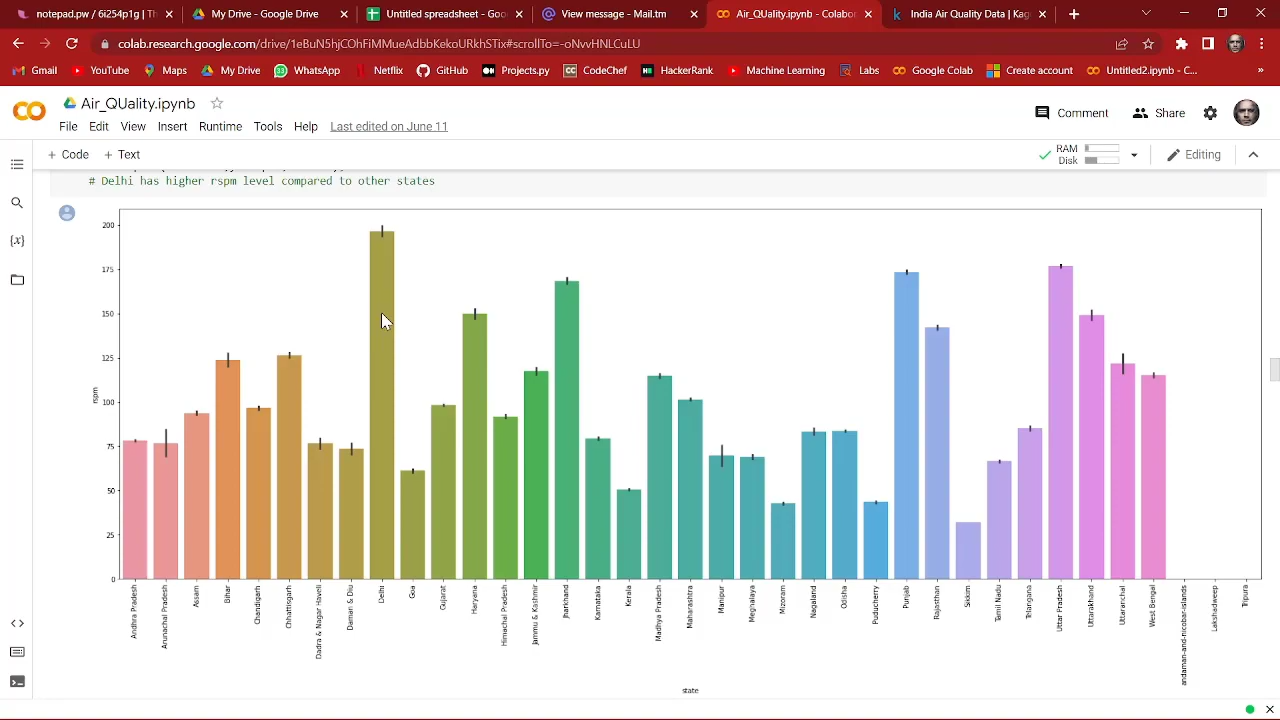 notepad.pw / 6i254p1g | Th
My Drive - Google Drive
Untitled spreadsheet - Goo
View message - Mail.tm
Air_QUality.ipynb - Colabo
India Air Quality Data | Kag
colab.research.google.com/drive/1eBuN5hjCOhFiMMueAdbbKekoURkhSTix#scrollTo=-oNvvHNLCuLU
Gmail
YouTube
Maps
My Drive
WhatsApp
Netflix
GitHub
Projects.py
CodeChef
HackerRank
Machine Learning
Labs
Google Colab
Create account
Untitled2.ipynb - C...
»
Air_QUality.ipynb
Comment
Share
File Edit View Insert Runtime Tools Help Last edited on June 11
+ Code + Text
RAM
Disk
Editing
# Delhi has higher rspm level compared to other states
{x}
200
175
150
125
100
75
50
25
0
rspm
Andhra Pradesh
Arunachal Pradesh
Assam
Bihar
Chandigarh
Chhattisgarh
Dadra & Nagar Haveli
Daman & Diu
Delhi
Goa
Gujarat
Haryana
Himachal Pradesh
Jammu & Kashmir
Jharkhand
Karnataka
Kerala
Madhya Pradesh
Maharashtra
Manipur
Meghalaya
Mizoram
Nagaland
Odisha
Puducherry
Punjab
Rajasthan
Sikkim
Tamil Nadu
Telangana
Uttar Pradesh
Uttarakhand
Uttaranchal
West Bengal
andaman-and-nicobar-islands
Lakshadweep
Tripura
state